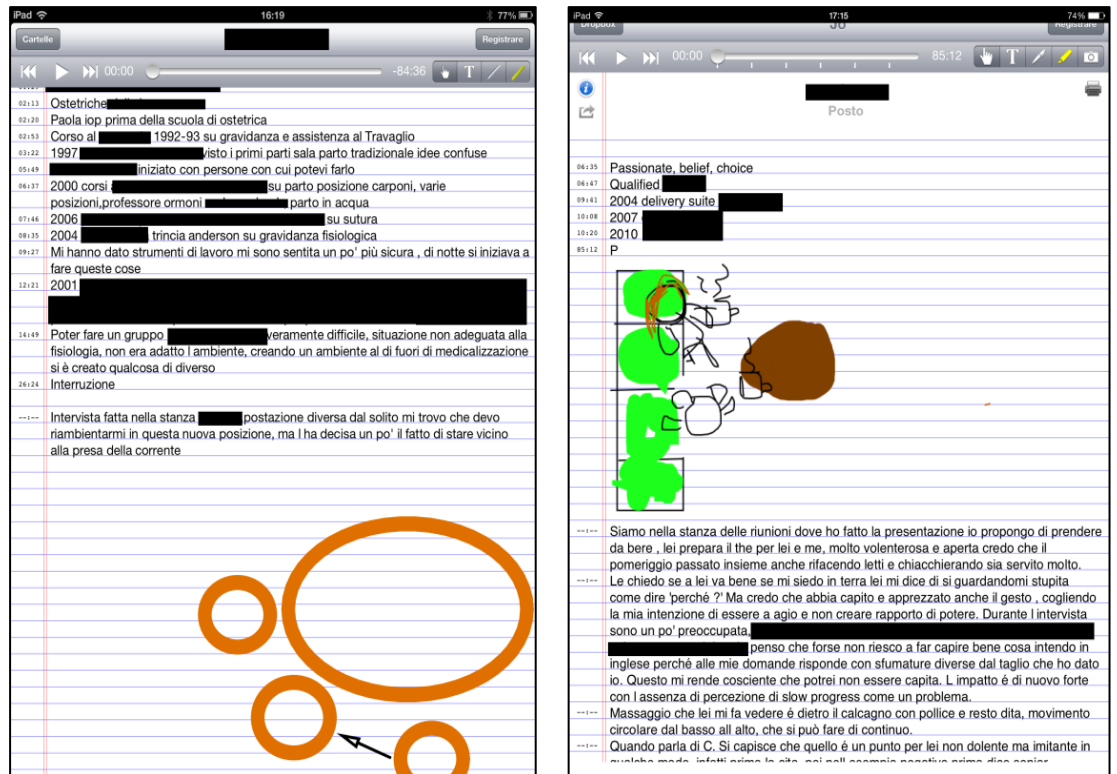 iPad 16:19 77%
Cartelle Registrare
00:00 -84:36 T
02:13 Ostetriche
02:20 Paola iop prima della scuola di ostetrica
02:53 Corso al 1992-93 su gravidanza e assistenza al Travaglio
03:22 1997 visto i primi parti sala parto tradizionale idee confuse
05:49 iniziato con persone con cui potevi farlo
06:37 2000 corsi su parto posizione carponi, varie
posizioni,professore ormoni parto in acqua
07:46 2006 su sutura
08:35 2004 , trincia anderson su gravidanza fisiologica
09:27 Mi hanno dato strumenti di lavoro mi sono sentita un po' più sicura , di notte si iniziava a
fare queste cose
12:21 2001
14:49 Poter fare un gruppo veramente difficile, situazione non adeguata alla
fisiologia, non era adatto l ambiente, creando un ambiente al di fuori di medicalizzazione
si è creato qualcosa di diverso
26:24 Interruzione
--:-- Intervista fatta nella stanza postazione diversa dal solito mi trovo che devo
riambientarmi in questa nuova posizione, ma l ha decisa un po' il fatto di stare vicino
alla presa della corrente
iPad 17:15 74%
Dropbox Registrare
00:00 85:12 T
Posto
06:35 Passionate, belief, choice
06:47 Qualified
09:41 2004 delivery suite
10:08 2007
10:20 2010
85:12 P
--:-- Siamo nella stanza delle riunioni dove ho fatto la presentazione io propongo di prendere
da bere , lei prepara il the per lei e me, molto volenterosa e aperta credo che il
pomeriggio passato insieme anche rifacendo letti e chiacchierando sia servito molto.
--:-- Le chiedo se a lei va bene se mi siedo in terra lei mi dice di si guardandomi stupita
come dire 'perché ?' Ma credo che abbia capito e apprezzato anche il gesto , cogliendo
la mia intenzione di essere a agio e non creare rapporto di potere. Durante l intervista
sono un po' preoccupata,
penso che forse non riesco a far capire bene cosa intendo in
inglese perché alle mie domande risponde con sfumature diverse dal taglio che ho dato
io. Questo mi rende cosciente che potrei non essere capita. L impatto é di nuovo forte
con l assenza di percezione di slow progress come un problema.
--:-- Massaggio che lei mi fa vedere é dietro il calcagno con pollice e resto dita, movimento
circolare dal basso all alto, che si può fare di continuo.
--:-- Quando parla di C. Si capisce che quello é un punto per lei non dolente ma imitante in